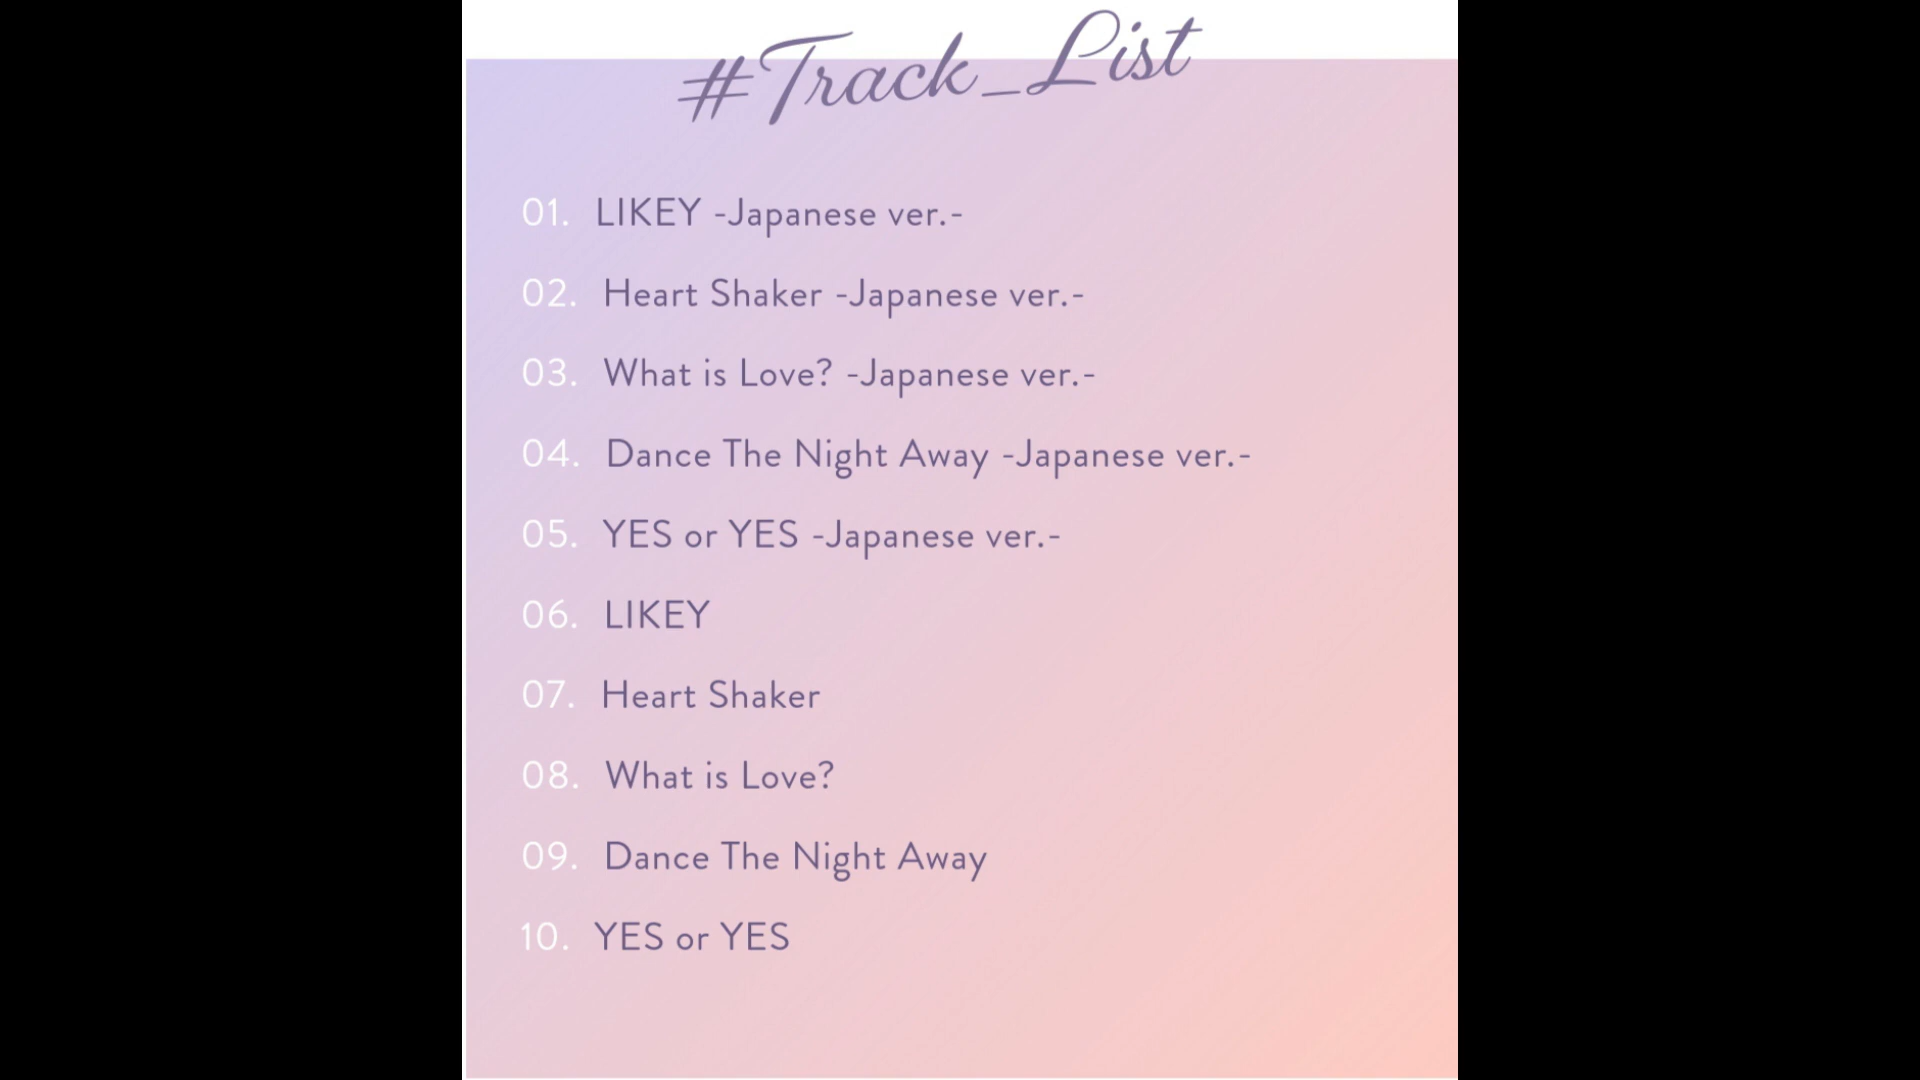 #Track_List
01. LIKEY -Japanese ver.-
02. Heart Shaker -Japanese ver.-
03. What is Love? -Japanese ver.-
04. Dance The Night Away -Japanese ver.-
05. YES or YES -Japanese ver.-
06. LIKEY
07. Heart Shaker
08. What is Love?
09. Dance The Night Away
10. YES or YES